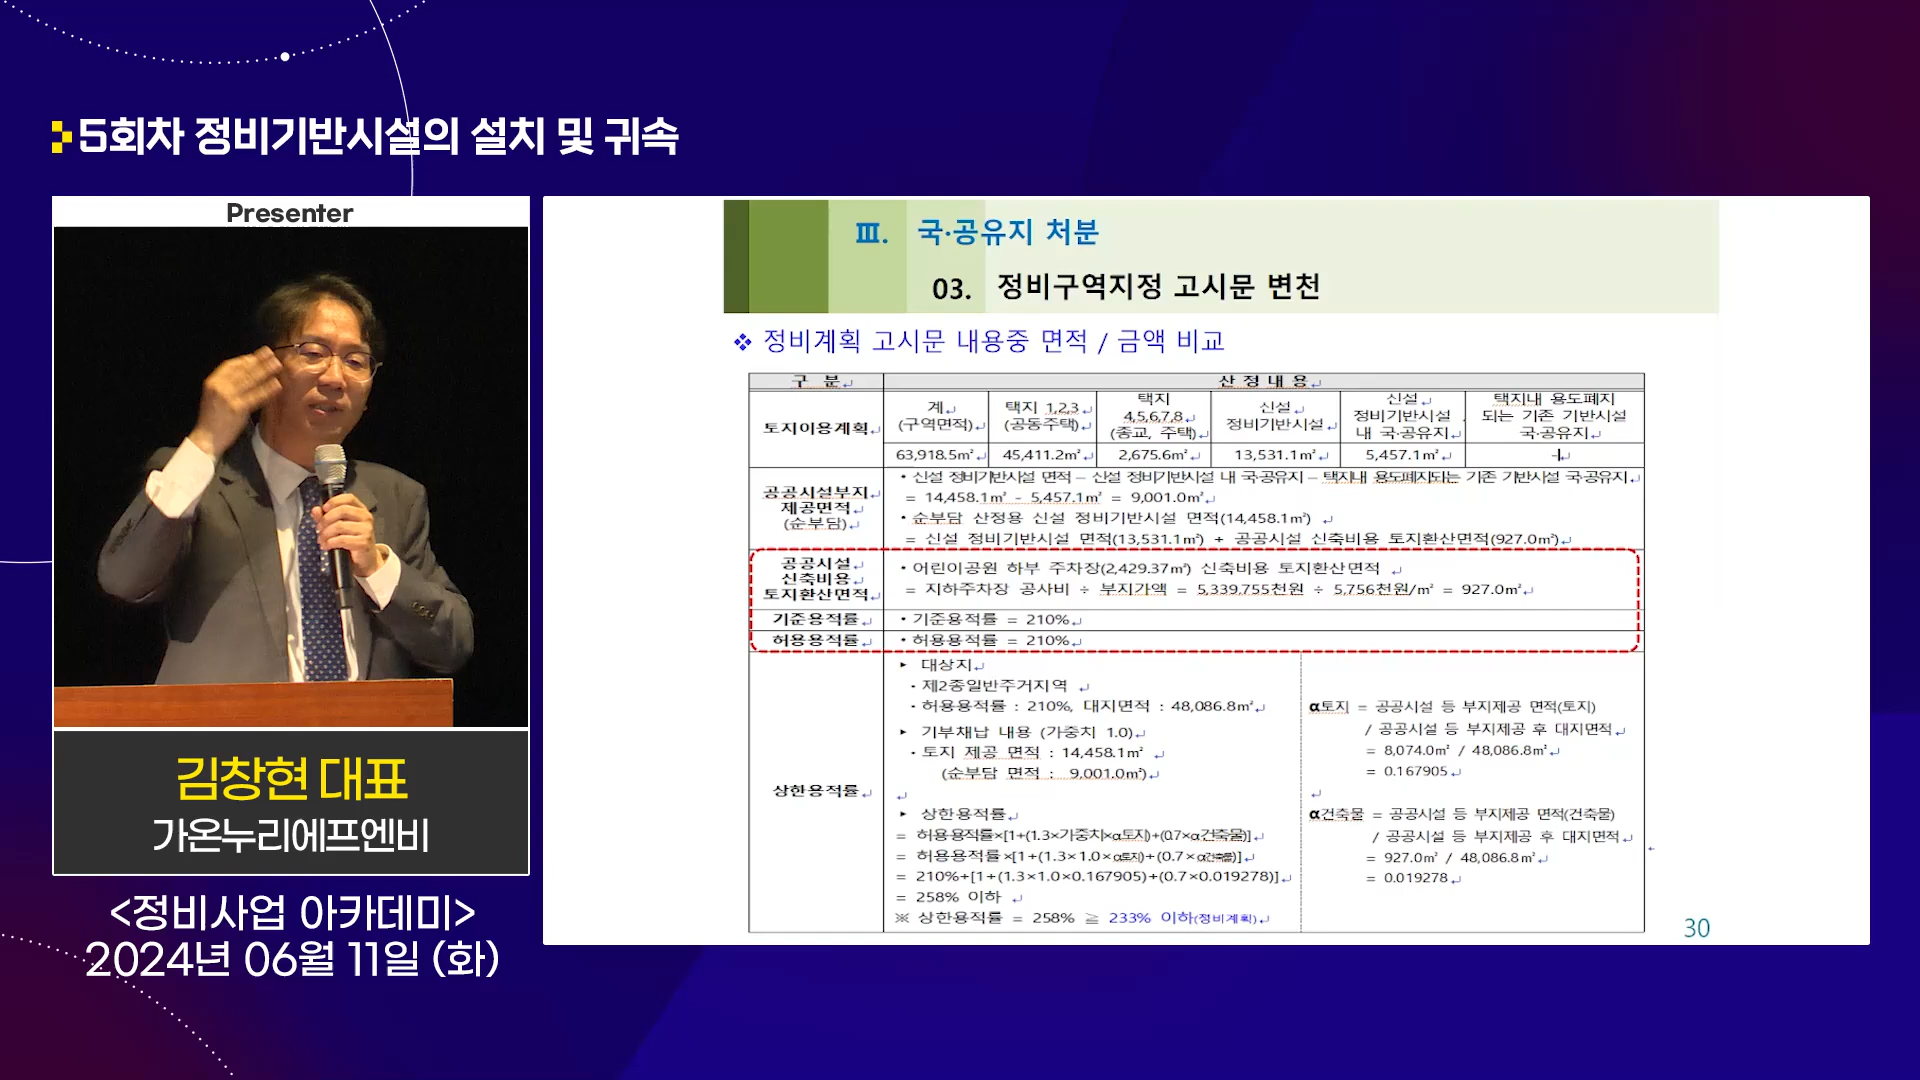 5회차 정비기반시설의 설치 및 귀속
Presenter
김창현 대표
가온누리에프엔비
<정비사업 아카데미>
2024년 06월 11일 (화)
Ⅲ. 국·공유지 처분
03. 정비구역지정 고시문 변천
❖ 정비계획 고시문 내용중 면적 / 금액 비교
구 분
산 정 내 용
토지이용계획
계
(구역면적)
택지 1,2,3
(공동주택)
택지
4,5,6,7,8
(종교, 주택)
신설
정비기반시설
신설
정비기반시설
내 국·공유지
택지내 용도폐지
되는 기존 기반시설
국·공유지
63,918.5㎡ 45,411.2㎡ 2,675.6㎡ 13,531.1㎡ 5,457.1㎡ -
공공시설부지
제공면적
(순부담)
• 신설 정비기반시설 면적 – 신설 정비기반시설 내 국·공유지 – 택지내 용도폐지되는 기존 기반시설 국·공유지
= 14,458.1㎡ - 5,457.1㎡ = 9,001.0㎡
• 순부담 산정용 신설 정비기반시설 면적(14,458.1㎡)
= 신설 정비기반시설 면적(13,531.1㎡) + 공공시설 신축비용 토지환산면적(927.0㎡)
공공시설
신축비용
토지환산면적
• 어린이공원 하부 주차장(2,429.37㎡) 신축비용 토지환산면적
= 지하주차장 공사비 ÷ 부지가액 = 5,339,755천원 ÷ 5,756천원/㎡ = 927.0㎡
기준용적률
• 기준용적률 = 210%
허용용적률
• 허용용적률 = 210%
상한용적률
▸ 대상지
• 제2종일반주거지역
• 허용용적률 : 210%, 대지면적 : 48,086.8㎡
▸ 기부채납 내용 (가중치 1.0)
• 토지 제공 면적 : 14,458.1㎡
(순부담 면적 : 9,001.0㎡)
▸ 상한용적률
= 허용용적률×[1+(1.3×가중치×α토지)+(0.7×α건축물)]
= 허용용적률×[1+(1.3×1.0×α토지)+(0.7×α건축물)]
= 210%+[1+(1.3×1.0×0.167905)+(0.7×0.019278)]
= 258% 이하
※ 상한용적률 = 258% ≧ 233% 이하(정비계획)
α토지 = 공공시설 등 부지제공 면적(토지)
/ 공공시설 등 부지제공 후 대지면적
= 8,074.0㎡ / 48,086.8㎡
= 0.167905
α건축물 = 공공시설 등 부지제공 면적(건축물)
/ 공공시설 등 부지제공 후 대지면적
= 927.0㎡ / 48,086.8㎡
= 0.019278
30